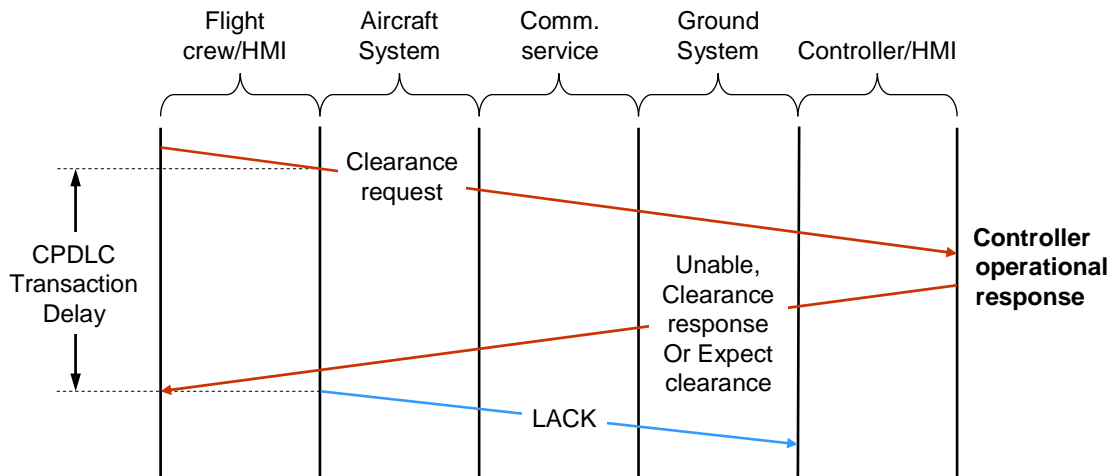 Flight
crew/HMI
Aircraft
System
Comm.
service
Ground
System
Controller/HMI
Clearance
request
CPDLC
Transaction
Delay
Unable,
Clearance
response
Or Expect
clearance
Controller
operational
response
LACK